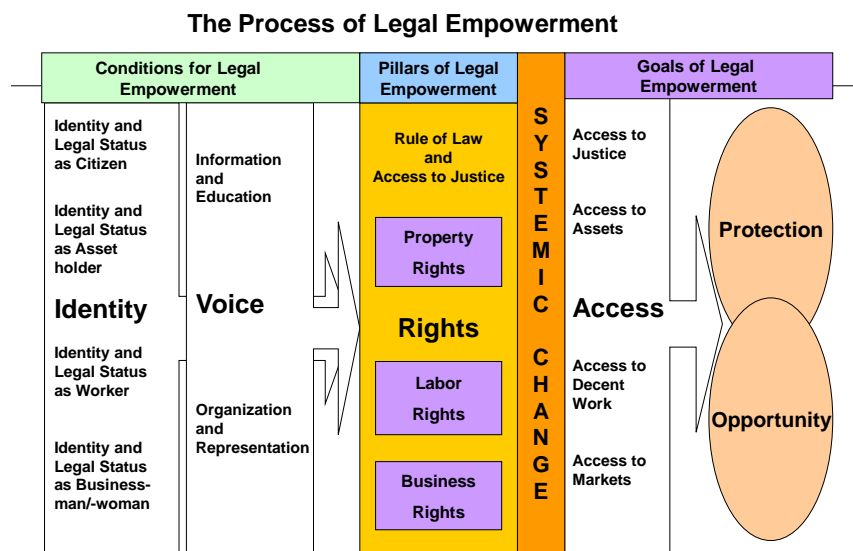 The Process of Legal Empowerment
Conditions for Legal
Empowerment
Identity and
Legal Status
as Citizen
Identity and
Legal Status
as Asset
holder
Identity
Identity and
Legal Status
as Worker
Identity and
Legal Status
as Business-
man/-woman
Information
and
Education
Voice
Organization
and
Representation
Pillars of Legal
Empowerment
Rule of Law
and
Access to Justice
Property
Rights
Rights
Labor
Rights
Business
Rights
SYSTEMIC CHANGE
Goals of Legal
Empowerment
Access to
Justice
Access to
Assets
Access
Access to
Decent
Work
Access to
Markets
Protection
Opportunity